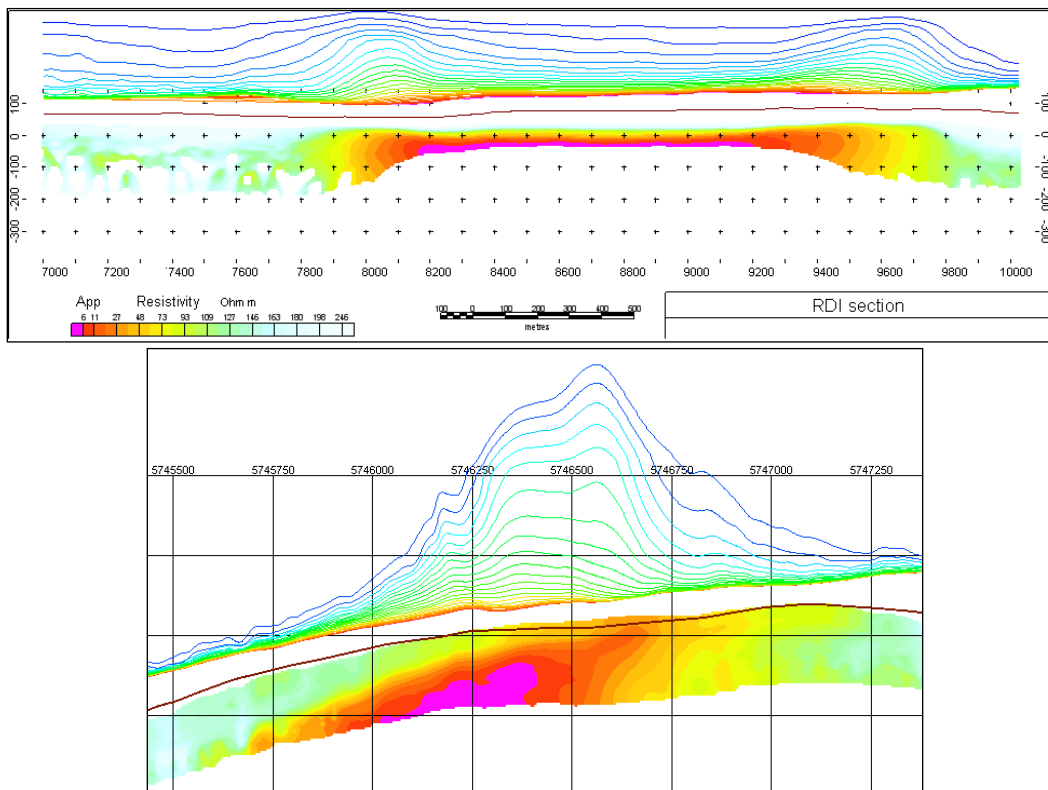 100 100
0 0
-100 -100
-200 -200
-300 -300
7000 7200 7400 7600 7800 8000 8200 8400 8600 8800 9000 9200 9400 9600 9800 10000
App Resistivity Ohm m
6 11 27 48 73 93 109 127 146 163 180 198 246
100 0 100 200 300 400 500
metres
RDI section
5745500 5745750 5746000 5746250 5746500 5746750 5747000 5747250